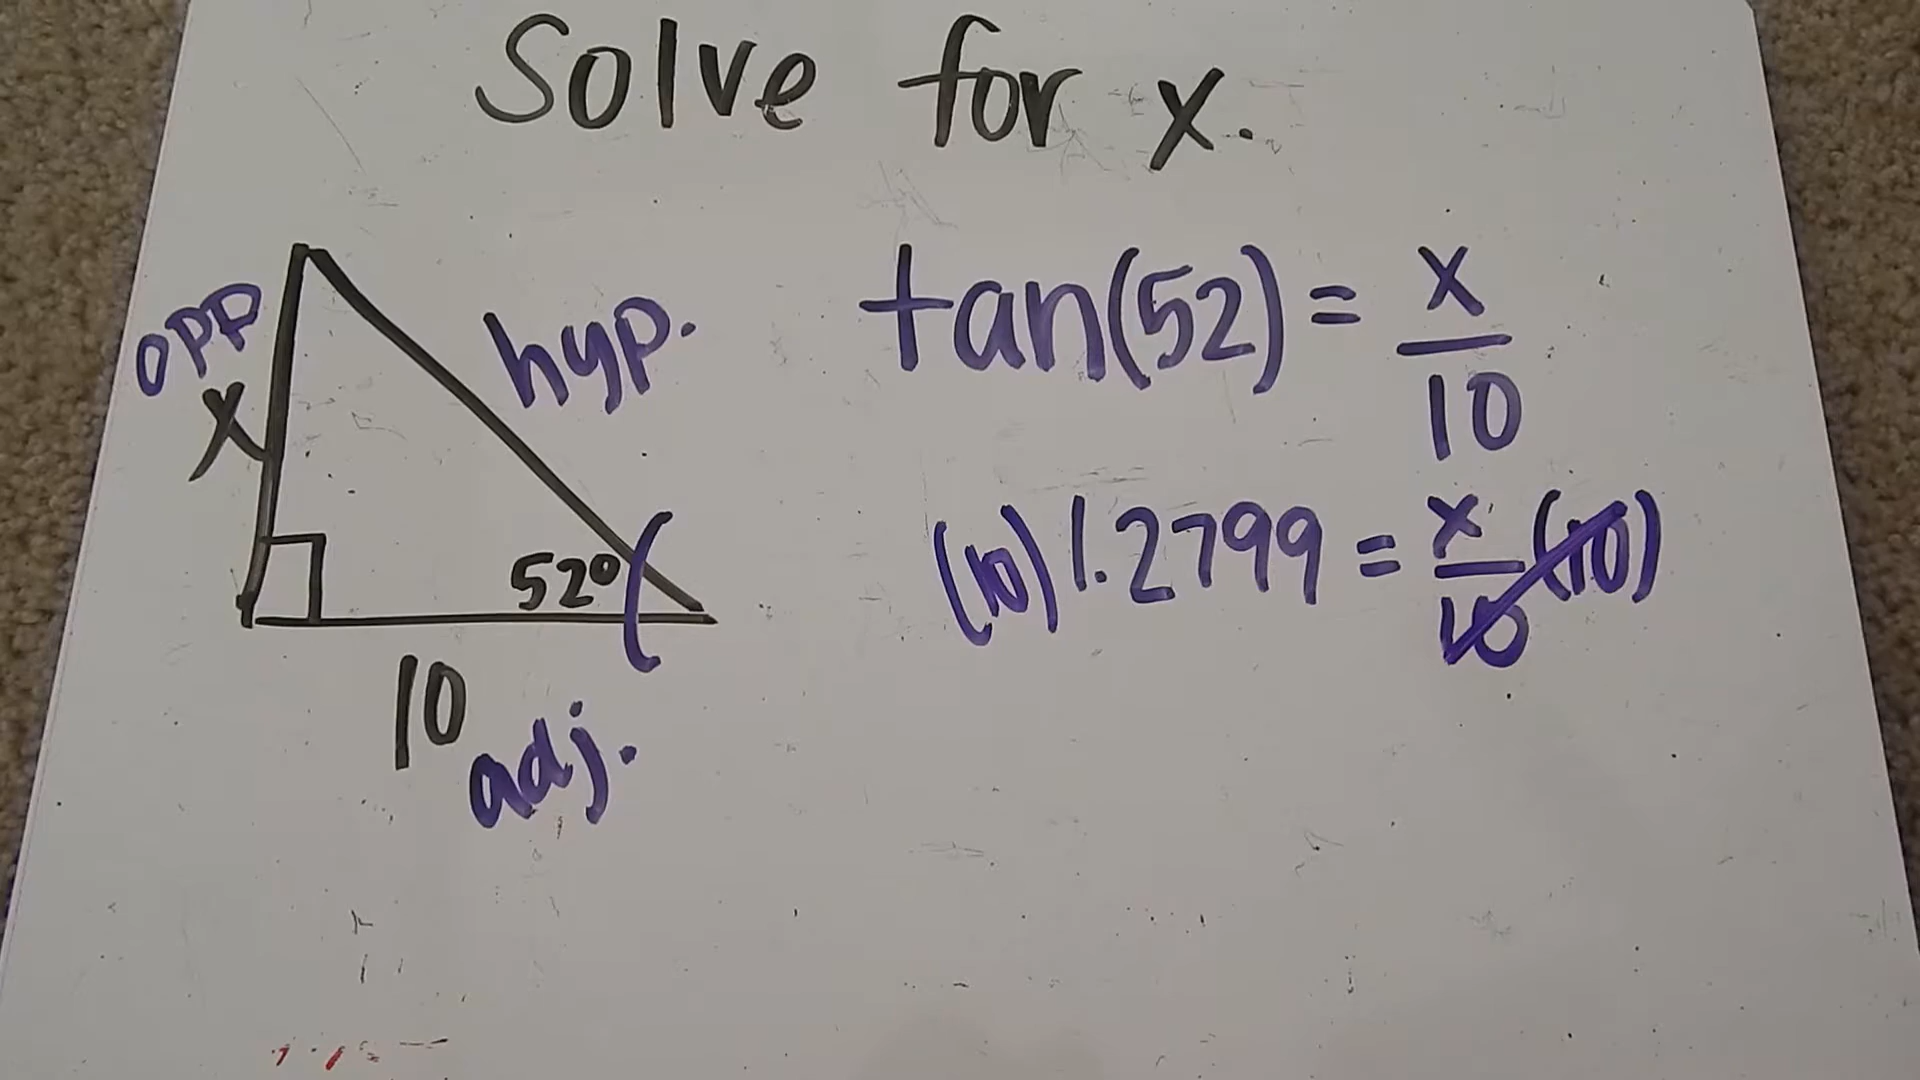 Solve for x.
opp
x
hyp.
52°
10
adj.
tan(52) = x/10
(10) 1.2799 = x/10 (10)